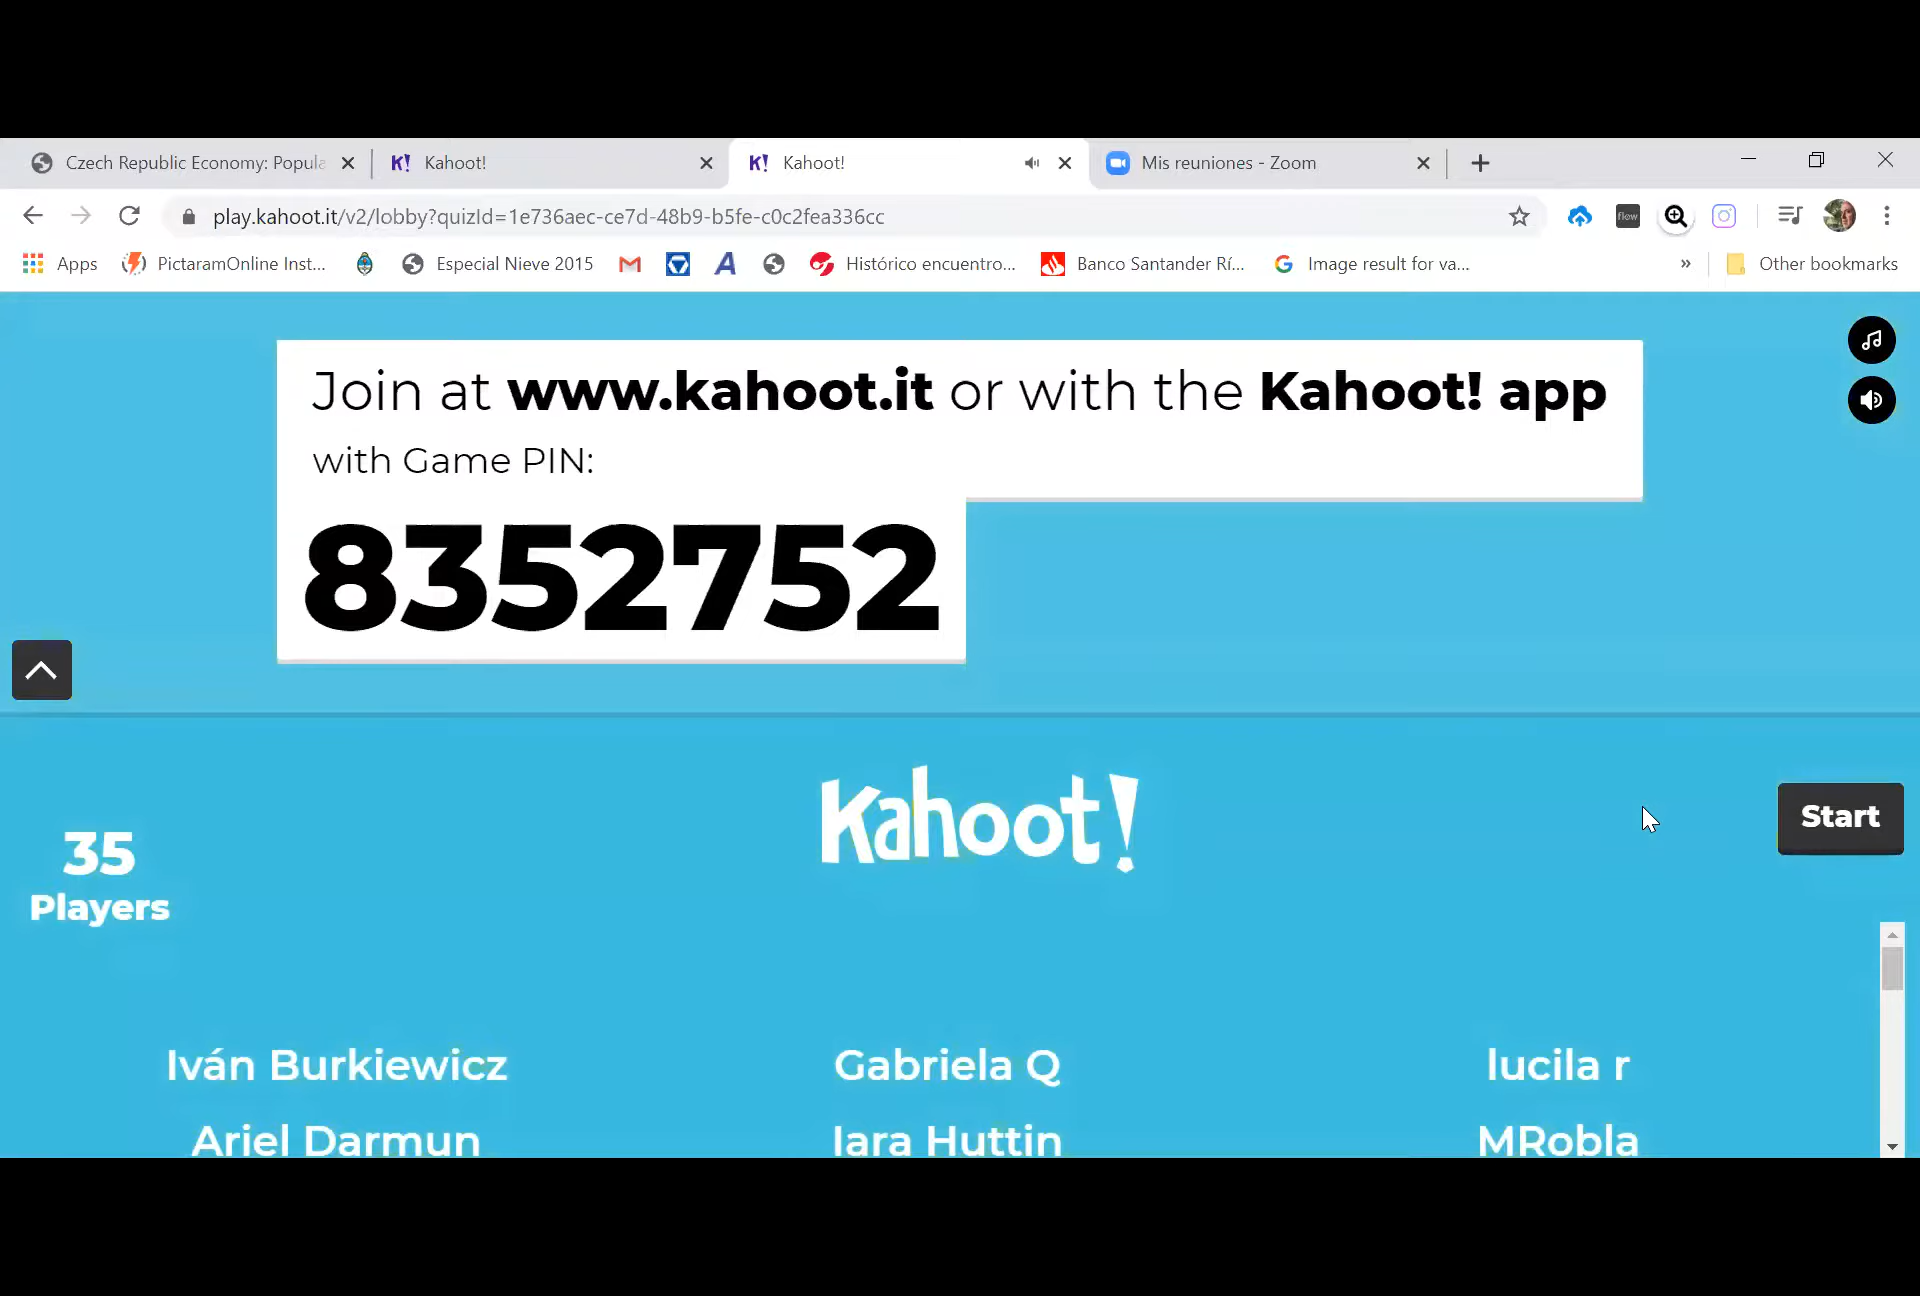 Czech Republic Economy: Popula
Kahoot!
Kahoot!
Mis reuniones - Zoom
play.kahoot.it/v2/lobby?quizId=1e736aec-ce7d-48b9-b5fe-c0c2fea336cc
flow
Apps
PictaramOnline Inst...
Especial Nieve 2015
Histórico encuentro...
Banco Santander Rí...
Image result for va...
»
Other bookmarks
Join at www.kahoot.it or with the Kahoot! app
with Game PIN:
8352752
Kahoot!
Start
35
Players
Iván Burkiewicz
Gabriela Q
lucila r
Ariel Darmun
Iara Huttin
MRobla